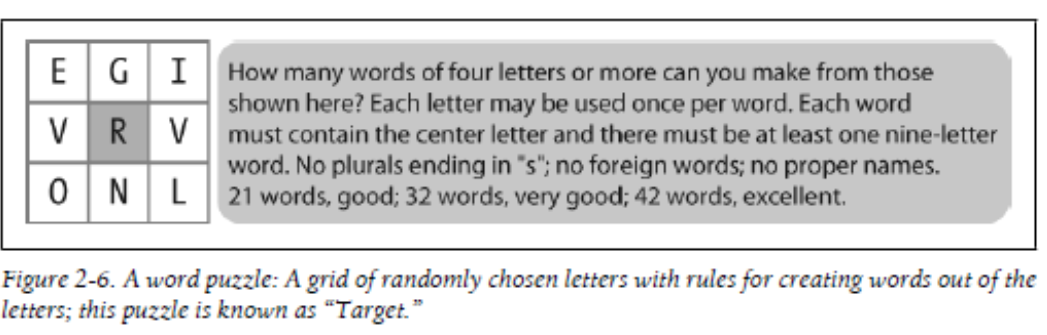 E G I
V R V
O N L
How many words of four letters or more can you make from those
shown here? Each letter may be used once per word. Each word
must contain the center letter and there must be at least one nine-letter
word. No plurals ending in "s"; no foreign words; no proper names.
21 words, good; 32 words, very good; 42 words, excellent.
Figure 2-6. A word puzzle: A grid of randomly chosen letters with rules for creating words out of the
letters; this puzzle is known as “Target.”